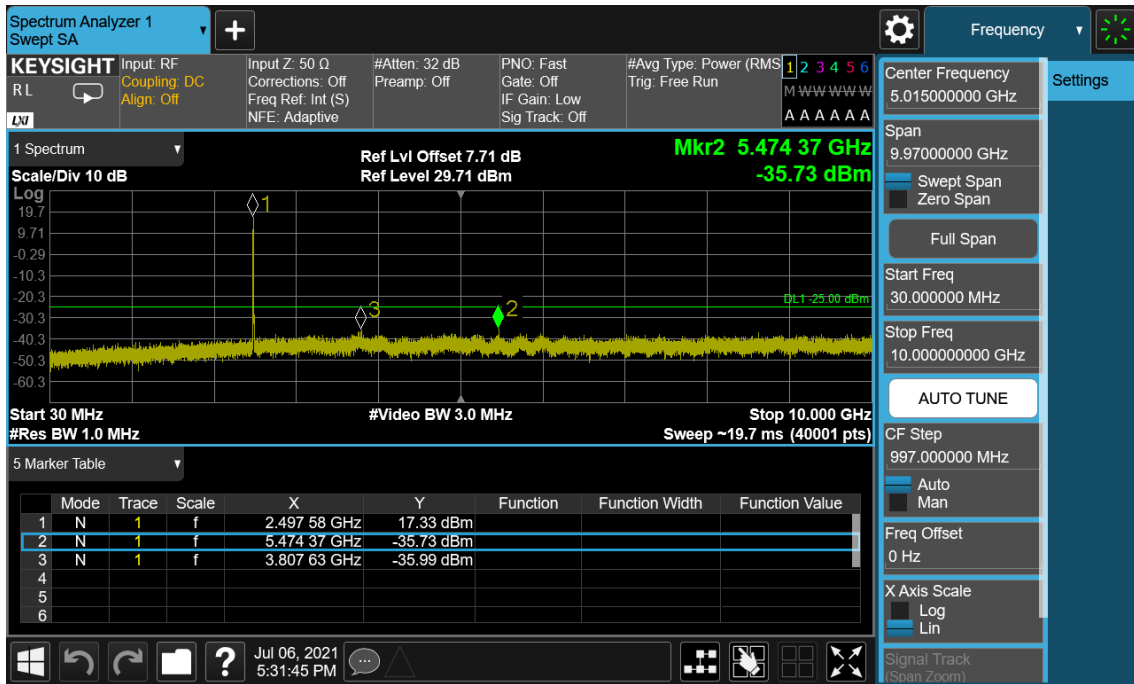 Spectrum Analyzer 1
Swept SA
+
Frequency
KEYSIGHT
RL
LXI
Input: RF
Coupling: DC
Align: Off
Input Z: 50 Ω
Corrections: Off
Freq Ref: Int (S)
NFE: Adaptive
#Atten: 32 dB
Preamp: Off
PNO: Fast
Gate: Off
IF Gain: Low
Sig Track: Off
#Avg Type: Power (RMS
Trig: Free Run
1 2 3 4 5 6
M W W W W W
A A A A A A
1 Spectrum
Scale/Div 10 dB
Ref Lvl Offset 7.71 dB
Ref Level 29.71 dBm
Mkr2 5.474 37 GHz
-35.73 dBm
Log
19.7
9.71
-0.29
-10.3
-20.3
-30.3
-40.3
-50.3
-60.3
1
3
2
DL1 -25.00 dBm
Start 30 MHz
#Video BW 3.0 MHz
Stop 10.000 GHz
#Res BW 1.0 MHz
Sweep ~19.7 ms (40001 pts)
5 Marker Table
Mode Trace Scale X Y Function Function Width Function Value
1 N 1 f 2.497 58 GHz 17.33 dBm
2 N 1 f 5.474 37 GHz -35.73 dBm
3 N 1 f 3.807 63 GHz -35.99 dBm
4
5
6
?
Jul 06, 2021
5:31:45 PM
Center Frequency
5.015000000 GHz
Span
9.97000000 GHz
Swept Span
Zero Span
Full Span
Start Freq
30.000000 MHz
Stop Freq
10.000000000 GHz
AUTO TUNE
CF Step
997.000000 MHz
Auto
Man
Freq Offset
0 Hz
X Axis Scale
Log
Lin
Signal Track
(Span Zoom)
Settings